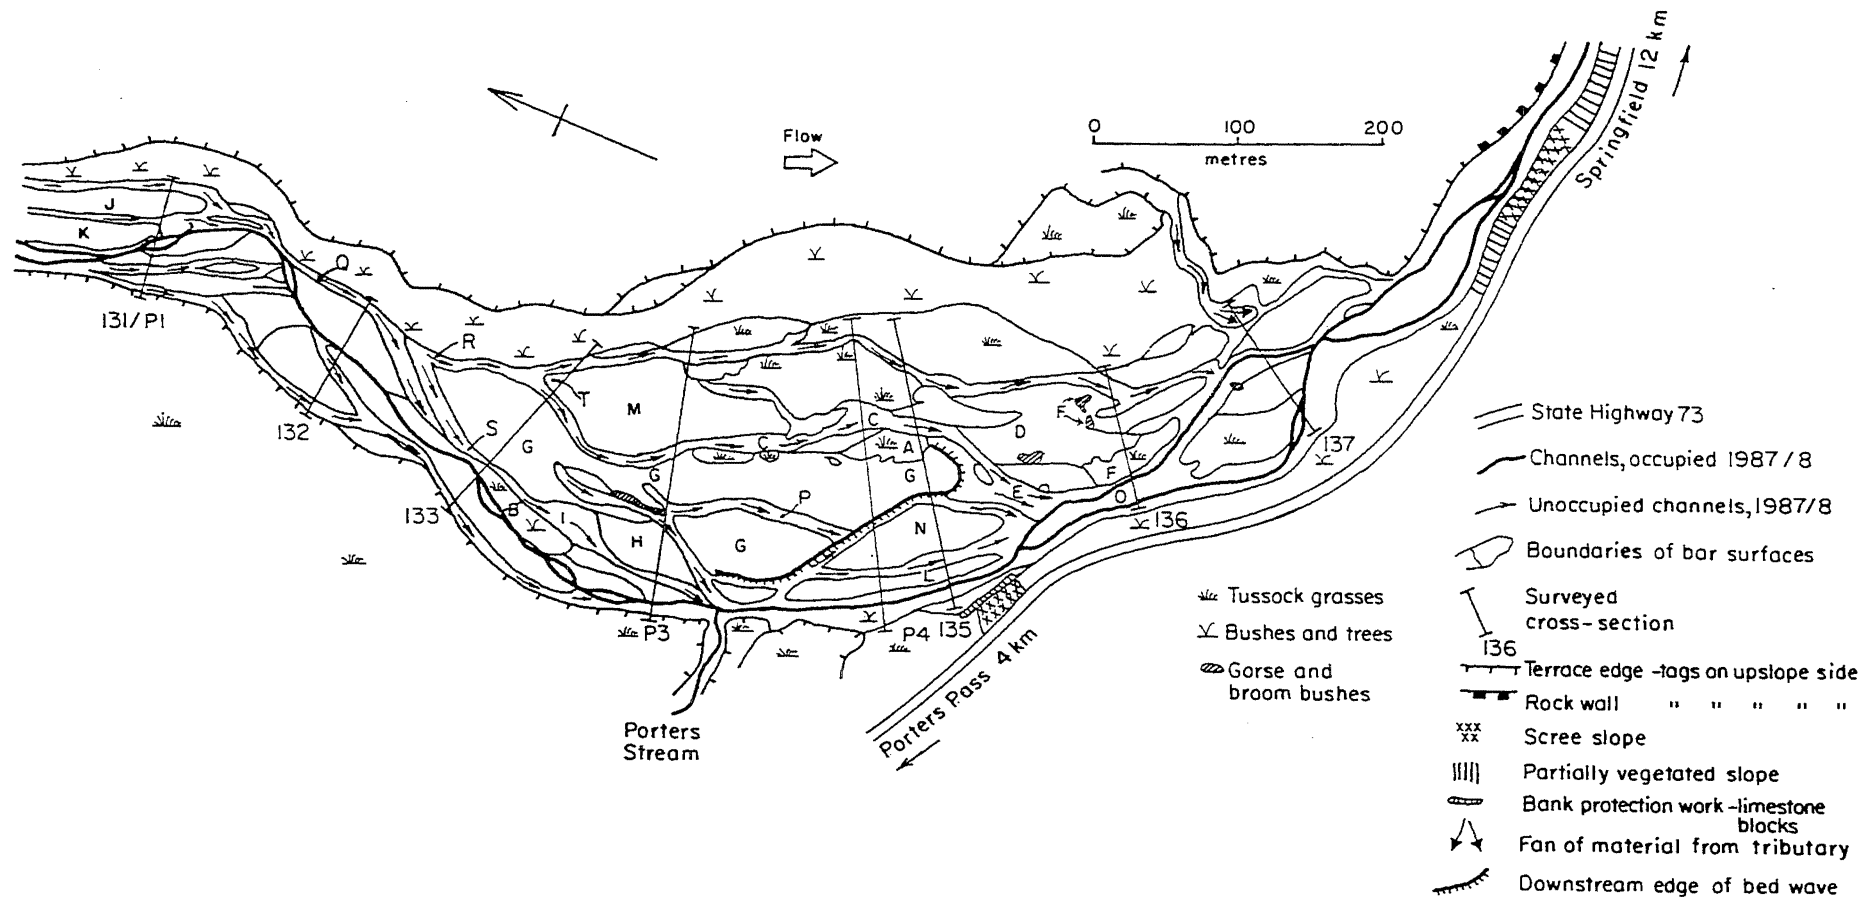 Springfield 12 km
Flow
0 100 200
metres
J
K
131/P1
Q
R
132
S
T
M
G
133
B
I
H
G
P
G
C
C
A
G
N
L
E
D
F
F
O
136
137
P3
P4
135
Porters
Stream
Porters Pass 4 km
Tussock grasses
Bushes and trees
Gorse and
broom bushes
State Highway 73
Channels, occupied 1987/8
Unoccupied channels, 1987/8
Boundaries of bar surfaces
Surveyed
cross-section
136
Terrace edge -tags on upslope side
Rock wall " " " " "
Scree slope
Partially vegetated slope
Bank protection work -limestone
blocks
Fan of material from tributary
Downstream edge of bed wave